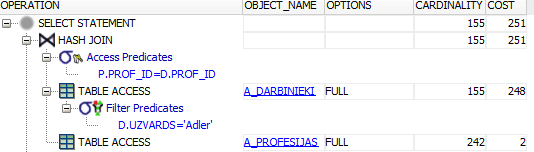 OPERATION OBJECT_NAME OPTIONS CARDINALITY COST
SELECT STATEMENT 155 251
HASH JOIN 155 251
Access Predicates
P.PROF_ID=D.PROF_ID
TABLE ACCESS A_DARBINIEKI FULL 155 248
Filter Predicates
D.UZVARDS='Adler'
TABLE ACCESS A_PROFESIJAS FULL 242 2